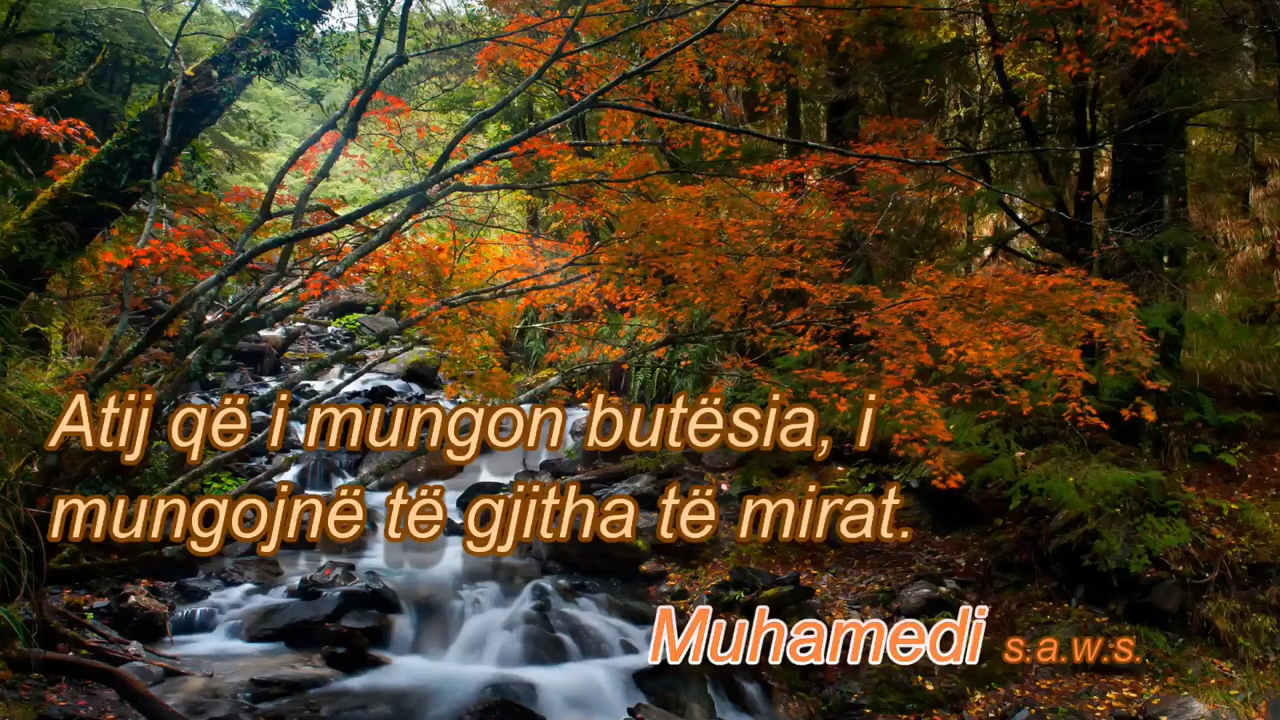 Atij që i mungon butësia, i
mungojnë të gjitha të mirat.
Muhamedi s.a.w.s.